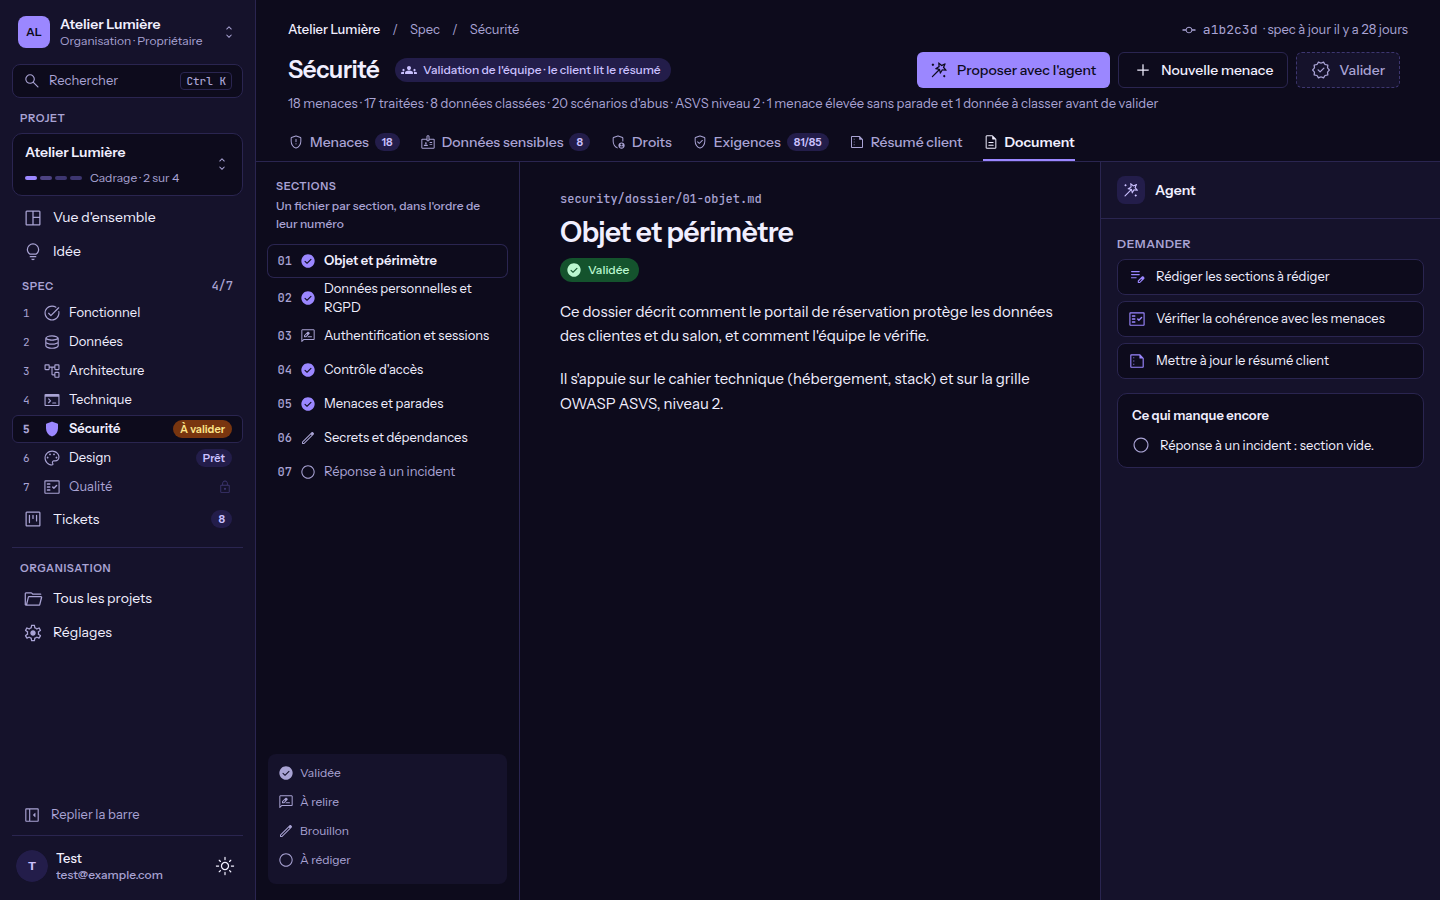 AL
Atelier Lumière
Organisation · Propriétaire
Rechercher
Ctrl K
PROJET
Atelier Lumière
Cadrage · 2 sur 4
Vue d'ensemble
Idée
SPEC
4/7
1 Fonctionnel
2 Données
3 Architecture
4 Technique
5 Sécurité
À valider
6 Design
Prêt
7 Qualité
Tickets
8
ORGANISATION
Tous les projets
Réglages
Replier la barre
T
Test
test@example.com
Atelier Lumière / Spec / Sécurité
a1b2c3d · spec à jour il y a 28 jours
Sécurité
Validation de l'équipe · le client lit le résumé
Proposer avec l'agent
Nouvelle menace
Valider
18 menaces · 17 traitées · 8 données classées · 20 scénarios d'abus · ASVS niveau 2 · 1 menace élevée sans parade et 1 donnée à classer avant de valider
Menaces 18
Données sensibles 8
Droits
Exigences 81/85
Résumé client
Document
SECTIONS
Un fichier par section, dans l'ordre de
leur numéro
01 Objet et périmètre
02 Données personnelles et
RGPD
03 Authentification et sessions
04 Contrôle d'accès
05 Menaces et parades
06 Secrets et dépendances
07 Réponse à un incident
Validée
À relire
Brouillon
À rédiger
security/dossier/01-objet.md
Objet et périmètre
Validée
Ce dossier décrit comment le portail de réservation protège les données
des clientes et du salon, et comment l'équipe le vérifie.
Il s'appuie sur le cahier technique (hébergement, stack) et sur la grille
OWASP ASVS, niveau 2.
Agent
DEMANDER
Rédiger les sections à rédiger
Vérifier la cohérence avec les menaces
Mettre à jour le résumé client
Ce qui manque encore
Réponse à un incident : section vide.